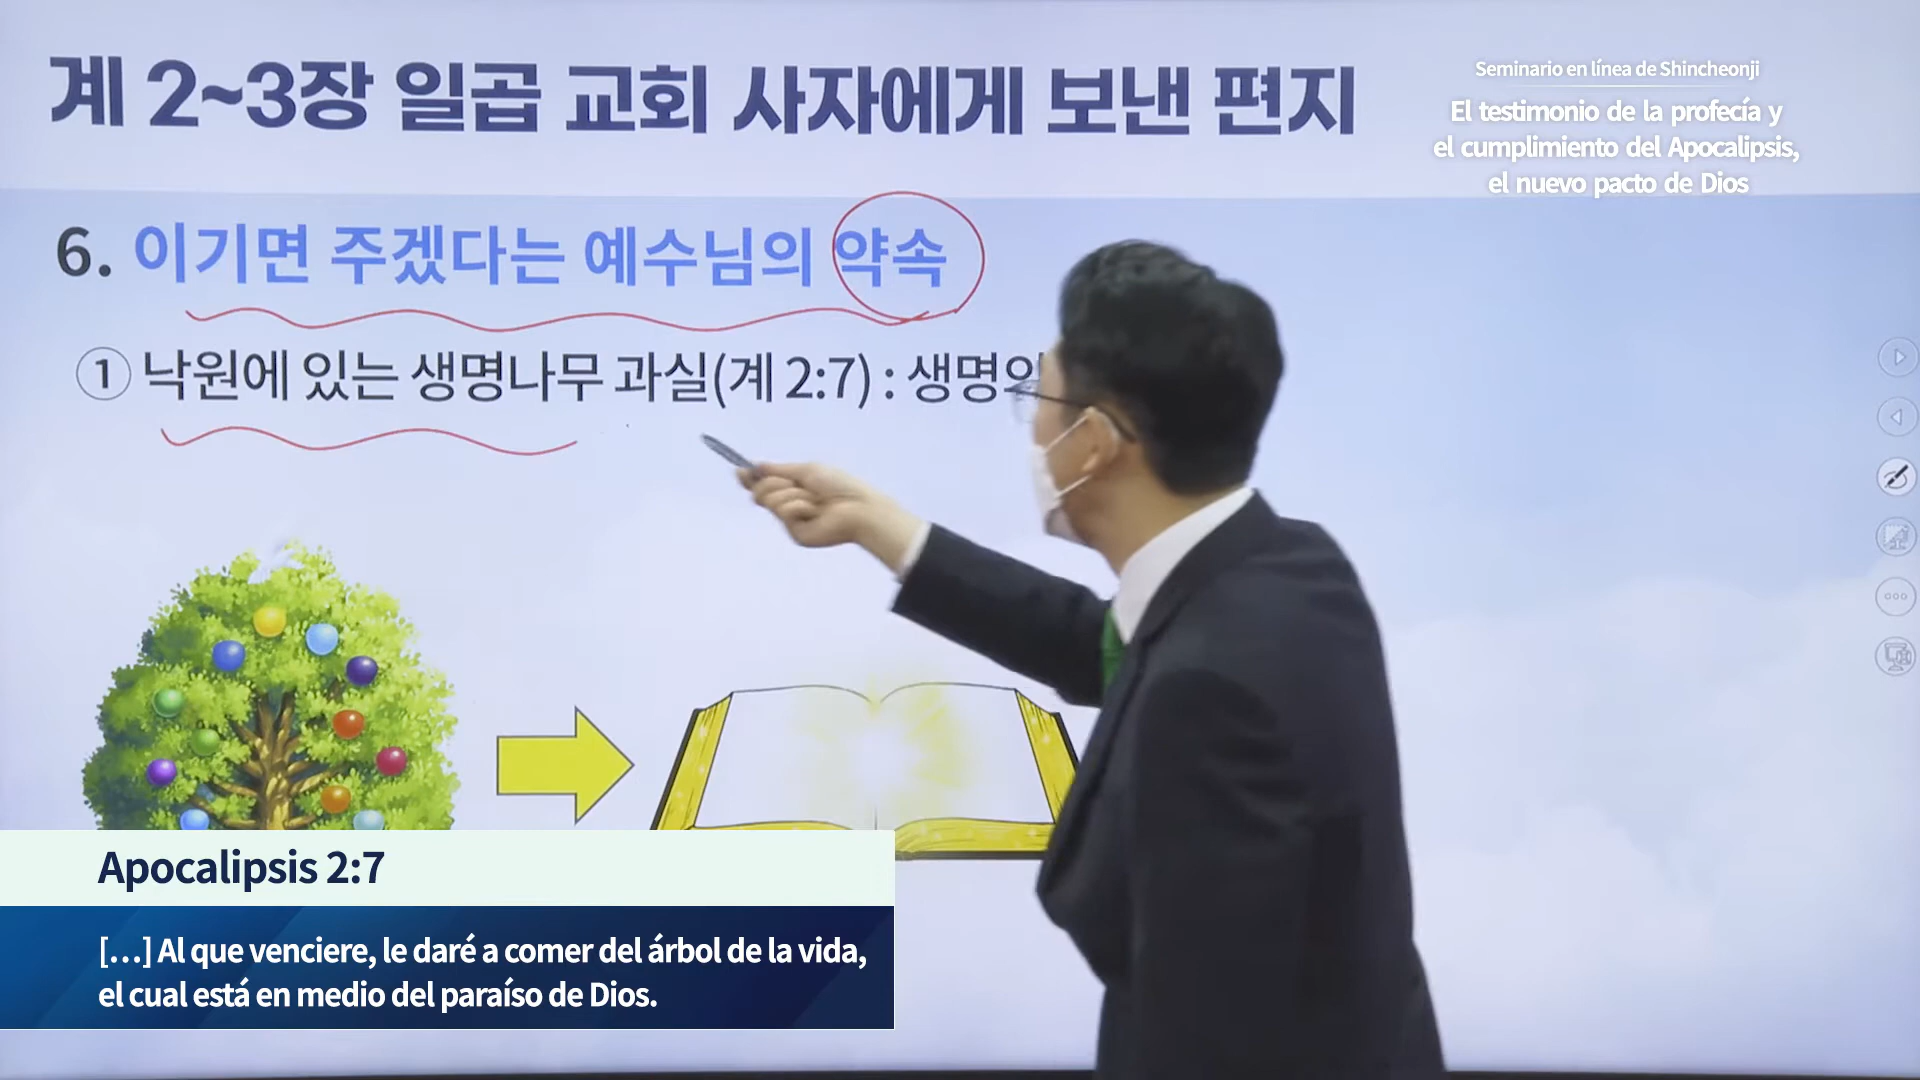 계 2~3장 일곱 교회 사자에게 보낸 편지
Seminario en línea de Shincheonji
El testimonio de la profecía y
el cumplimiento del Apocalipsis,
el nuevo pacto de Dios
6. 이기면 주겠다는 예수님의 약속
① 낙원에 있는 생명나무 과실(계 2:7) : 생명의
Apocalipsis 2:7
[…] Al que venciere, le daré a comer del árbol de la vida,
el cual está en medio del paraíso de Dios.